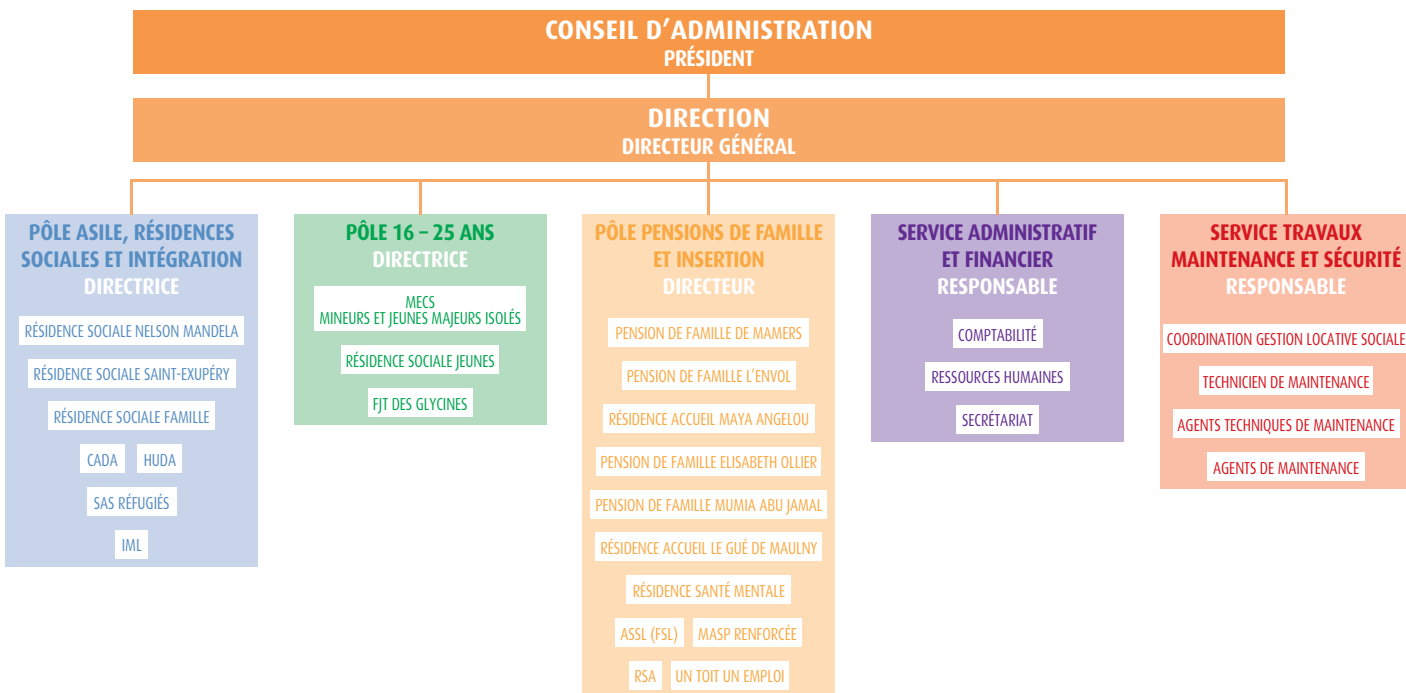 CONSEIL D'ADMINISTRATION
PRÉSIDENT
DIRECTION
DIRECTEUR GÉNÉRAL
PÔLE ASILE, RÉSIDENCES
SOCIALES ET INTÉGRATION
DIRECTRICE
RÉSIDENCE SOCIALE NELSON MANDELA
RÉSIDENCE SOCIALE SAINT-EXUPÉRY
RÉSIDENCE SOCIALE FAMILLE
CADA HUDA
SAS RÉFUGIÉS
IML
PÔLE 16 – 25 ANS
DIRECTRICE
MECS
MINEURS ET JEUNES MAJEURS ISOLÉS
RÉSIDENCE SOCIALE JEUNES
FJT DES GLYCINES
PÔLE PENSIONS DE FAMILLE
ET INSERTION
DIRECTEUR
PENSION DE FAMILLE DE MAMERS
PENSION DE FAMILLE L'ENVOL
RÉSIDENCE ACCUEIL MAYA ANGELOU
PENSION DE FAMILLE ELISABETH OLLIER
PENSION DE FAMILLE MUMIA ABU JAMAL
RÉSIDENCE ACCUEIL LE GUÉ DE MAULNY
RÉSIDENCE SANTÉ MENTALE
ASSL (FSL) MASP RENFORCÉE
RSA UN TOIT UN EMPLOI
SERVICE ADMINISTRATIF
ET FINANCIER
RESPONSABLE
COMPTABILITÉ
RESSOURCES HUMAINES
SECRÉTARIAT
SERVICE TRAVAUX
MAINTENANCE ET SÉCURITÉ
RESPONSABLE
COORDINATION GESTION LOCATIVE SOCIALE
TECHNICIEN DE MAINTENANCE
AGENTS TECHNIQUES DE MAINTENANCE
AGENTS DE MAINTENANCE